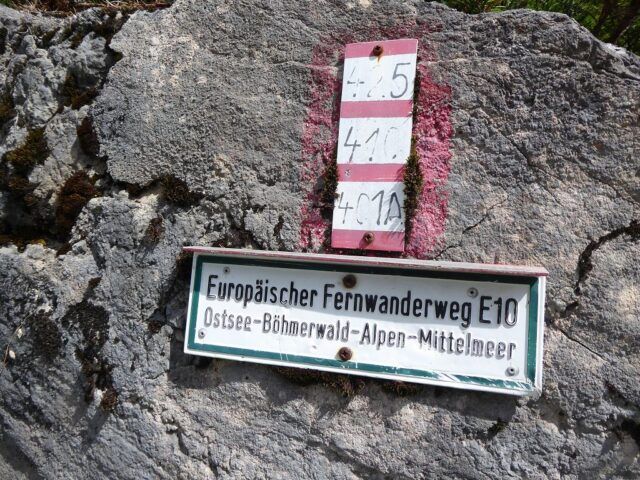 425
410
401A
Europäischer Fernwanderweg E10
Ostsee-Böhmerwald-Alpen-Mittelmeer